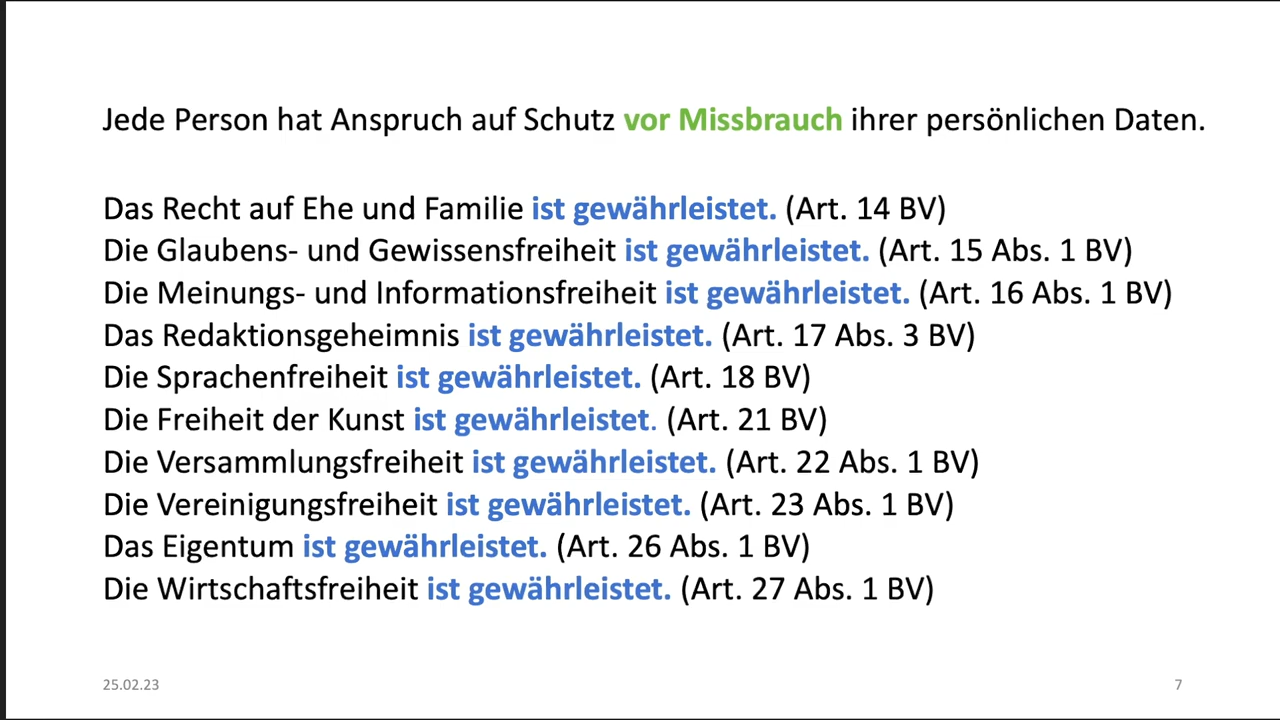 Jede Person hat Anspruch auf Schutz vor Missbrauch ihrer persönlichen Daten.
Das Recht auf Ehe und Familie ist gewährleistet. (Art. 14 BV)
Die Glaubens- und Gewissensfreiheit ist gewährleistet. (Art. 15 Abs. 1 BV)
Die Meinungs- und Informationsfreiheit ist gewährleistet. (Art. 16 Abs. 1 BV)
Das Redaktionsgeheimnis ist gewährleistet. (Art. 17 Abs. 3 BV)
Die Sprachenfreiheit ist gewährleistet. (Art. 18 BV)
Die Freiheit der Kunst ist gewährleistet. (Art. 21 BV)
Die Versammlungsfreiheit ist gewährleistet. (Art. 22 Abs. 1 BV)
Die Vereinigungsfreiheit ist gewährleistet. (Art. 23 Abs. 1 BV)
Das Eigentum ist gewährleistet. (Art. 26 Abs. 1 BV)
Die Wirtschaftsfreiheit ist gewährleistet. (Art. 27 Abs. 1 BV)
25.02.23
7